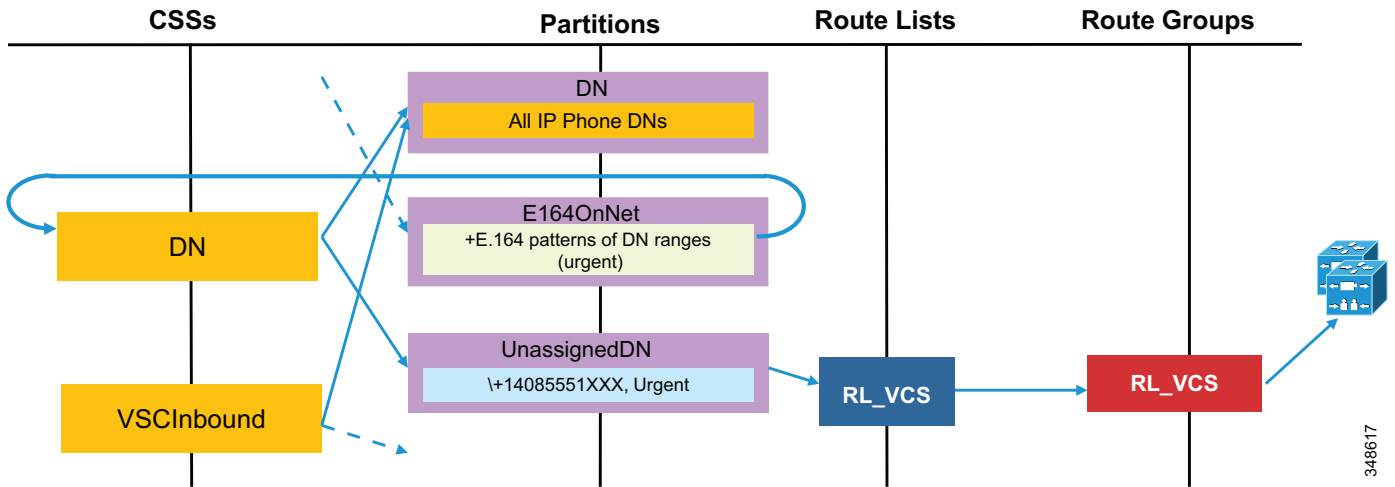 CSSs
Partitions
Route Lists
Route Groups
DN
All IP Phone DNs
E164OnNet
+E.164 patterns of DN ranges
(urgent)
DN
UnassignedDN
\+14085551XXX, Urgent
VSCInbound
RL_VCS
RL_VCS
348617